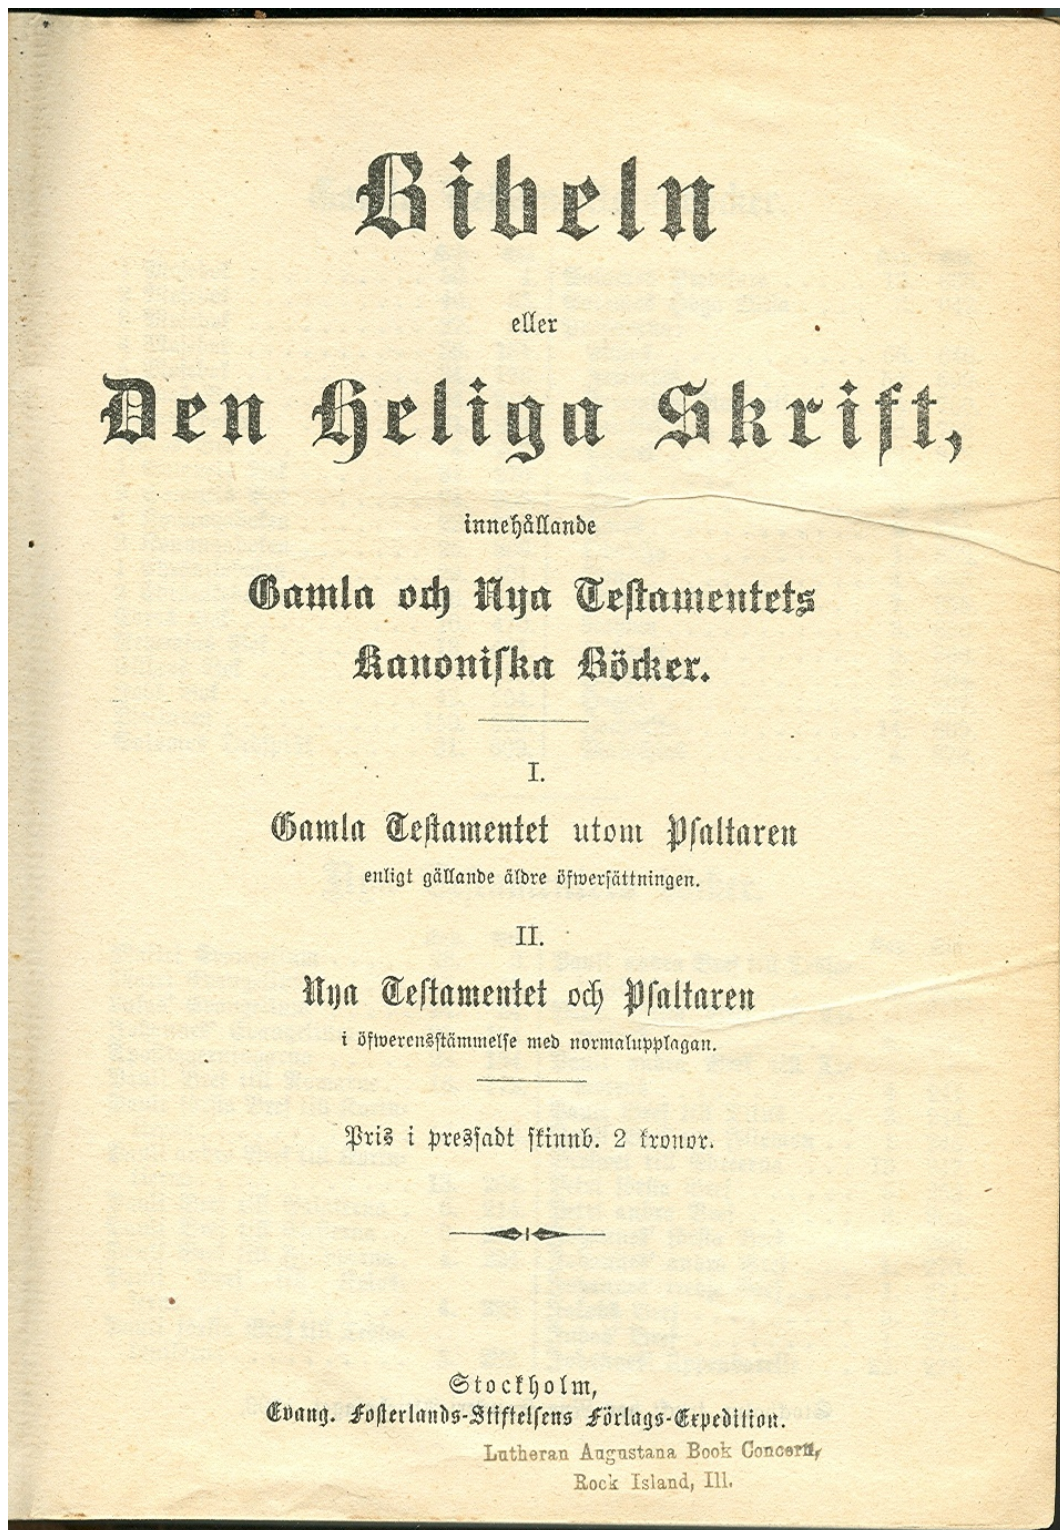 Bibeln
eller
Den Heliga Skrift,
innehållande
Gamla och Nya Testamentets
Kanoniska Böcker.
I.
Gamla Testamentet utom Psaltaren
enligt gällande äldre öfwersättningen.
II.
Nya Testamentet och Psaltaren
i öfwerensstämmelse med normalupplagan.
Pris i pressadt skinnb. 2 kronor.
Stockholm,
Evang. Fosterlands-Stiftelsens Förlags-Expedition.
Lutheran Augustana Book Concern,
Rock Island, Ill.